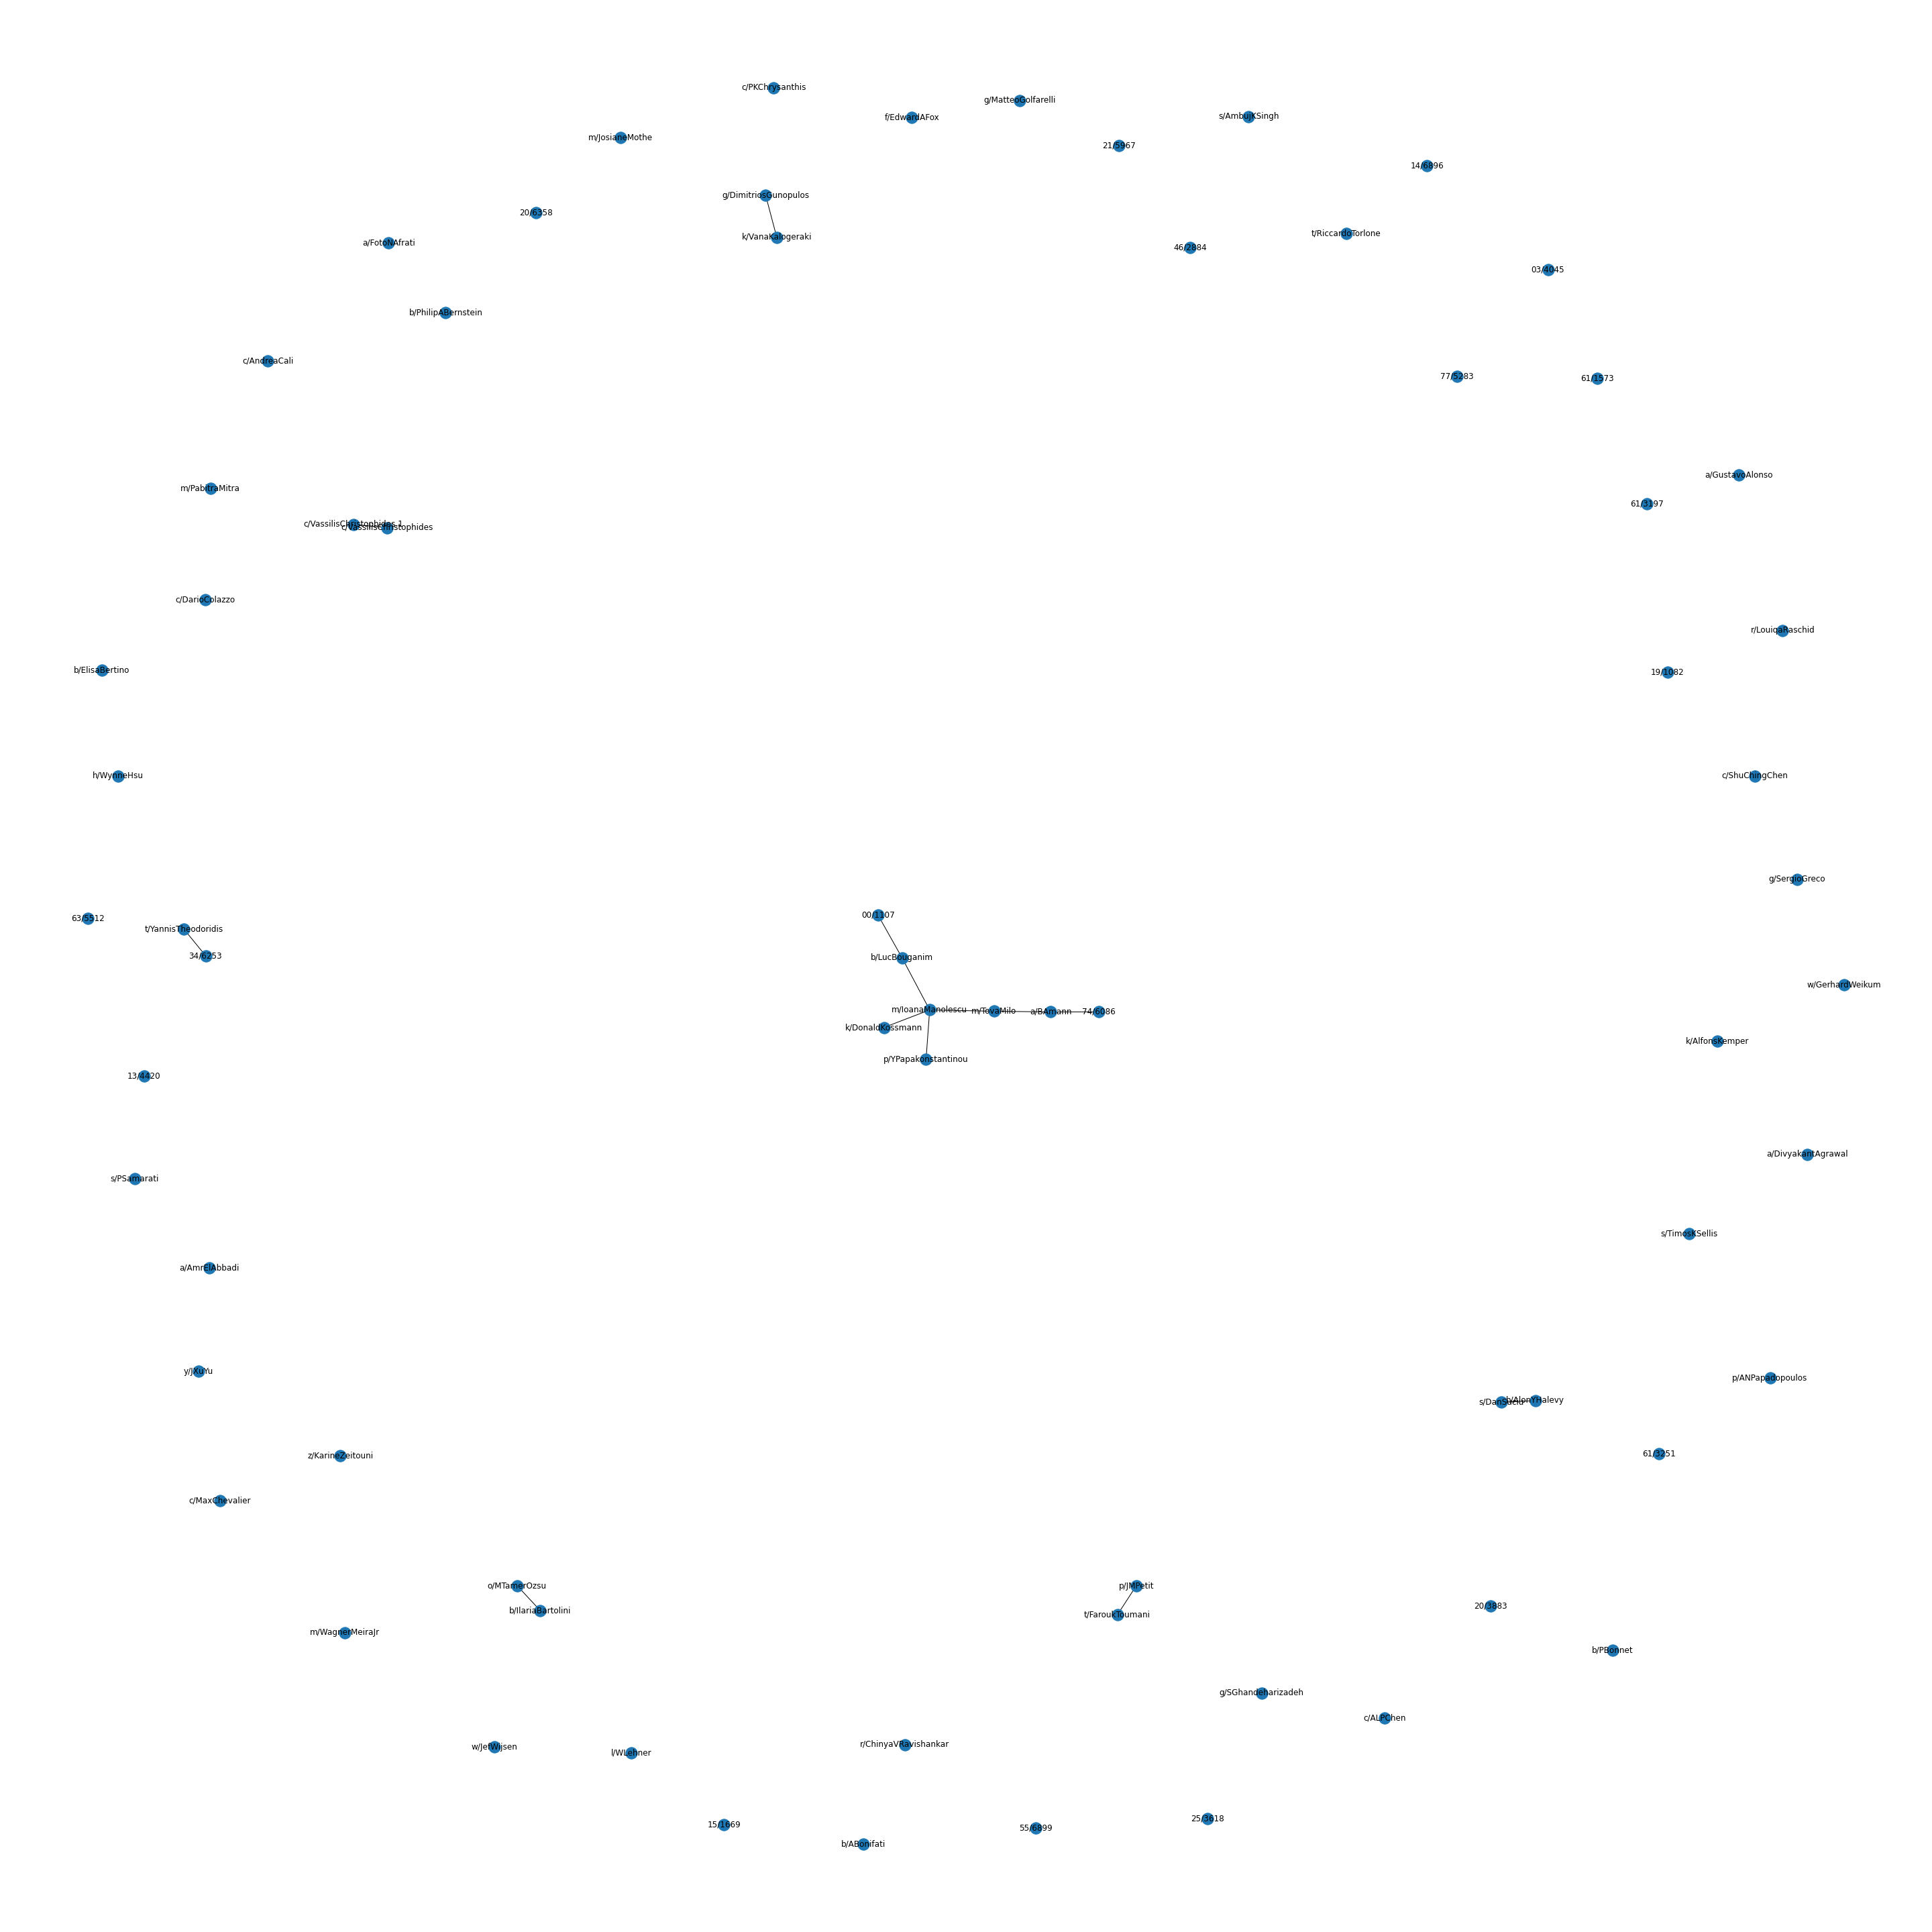 c/PKChrysanthis
g/MatteoGolfarelli
f/EdwardAFox
s/AmbujKSingh
m/JosianeMothe
21/5967
14/6896
g/DimitriosGunopulos
20/6358
t/RiccardoTorlone
k/VanaKalogeraki
a/FotoNAfrati
46/2884
03/4045
b/PhilipABernstein
c/AndreaCali
77/5283
61/1573
a/GustavoAlonso
m/PabitraMitra
61/3197
c/VassilisChristophides 1
c/VassilisChristophides
c/DarioColazzo
r/LouiqaRaschid
b/ElisaBertino
19/1082
h/WynneHsu
c/ShuChingChen
g/SergioGreco
00/1107
63/5512
t/YannisTheodoridis
34/6253
b/LucBouganim
w/GerhardWeikum
m/IoanaManolescu
m/TovaMilo
a/BAmann
74/6086
k/DonaldKossmann
k/AlfonsKemper
p/YPapakonstantinou
13/4420
a/DivyakantAgrawal
s/PSamarati
s/TimosKSellis
a/AmrElAbbadi
y/JXuYu
p/ANPapadopoulos
s/DanSuciu
h/AlonYHalevy
61/3251
z/KarineZeitouni
c/MaxChevalier
o/MTamerOzsu
p/JMPetit
20/3883
b/IlariaBartolini
t/FaroukToumani
m/WagnerMeiraJr
b/PBonnet
g/SGhandeharizadeh
c/ALPChen
r/ChinyaVRavishankar
w/JefWijsen
l/WLehner
25/3618
15/1669
55/6899
b/ABonifati